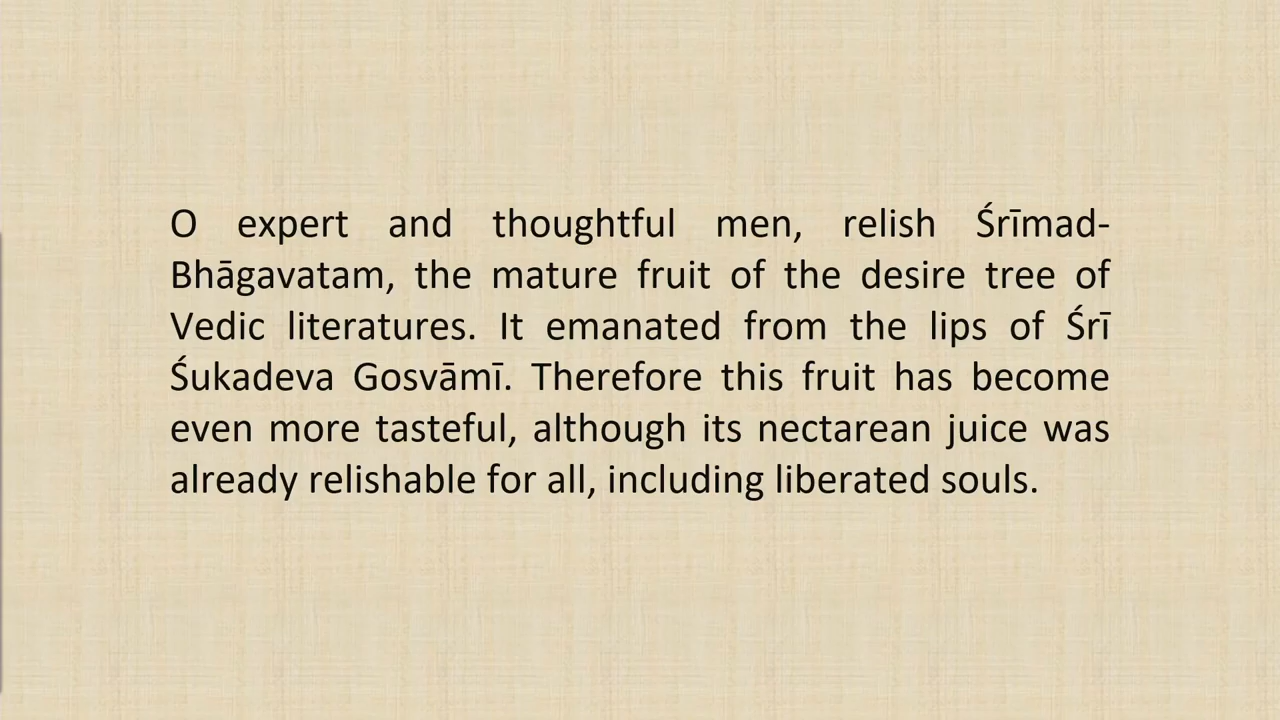 O expert and thoughtful men, relish Śrīmad-
Bhāgavatam, the mature fruit of the desire tree of
Vedic literatures. It emanated from the lips of Śrī
Śukadeva Gosvāmī. Therefore this fruit has become
even more tasteful, although its nectarean juice was
already relishable for all, including liberated souls.